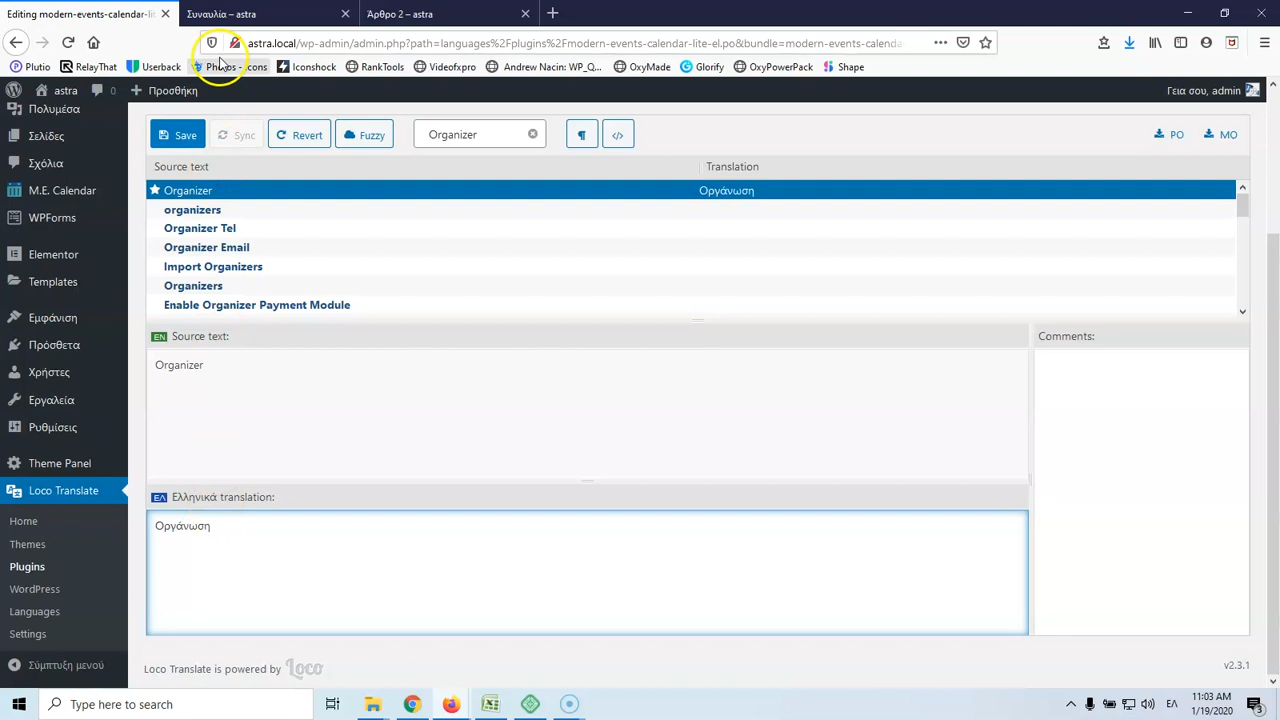 Editing modern-events-calendar-lit
Συναυλία – astra
Άρθρο 2 – astra
astra.local/wp-admin/admin.php?path=languages%2Fplugins%2Fmodern-events-calendar-lite-el.po&bundle=modern-events-calenda
Plutio
RelayThat
Userback
Icons
Iconshock
RankTools
Videofxpro
Andrew Nacin: WP_Q...
OxyMade
Glorify
OxyPowerPack
Shape
astra
0
Προσθήκη
Γεια σου, admin
Πολυμέσα
Σελίδες
Σχόλια
M.E. Calendar
WPForms
Elementor
Templates
Εμφάνιση
Πρόσθετα
Χρήστες
Εργαλεία
Ρυθμίσεις
Theme Panel
Loco Translate
Home
Themes
Plugins
WordPress
Languages
Settings
Σύμπτυξη μενού
Save
Sync
Revert
Fuzzy
Organizer
¶
</>
PO
MO
Source text
Translation
Organizer
Οργάνωση
organizers
Organizer Tel
Organizer Email
Import Organizers
Organizers
Enable Organizer Payment Module
EN Source text:
Organizer
ΕΛ Ελληνικά translation:
Οργάνωση
Comments:
Loco Translate is powered by Loco
v2.3.1
Type here to search
ΕΛ
11:03 AM
1/19/2020
3